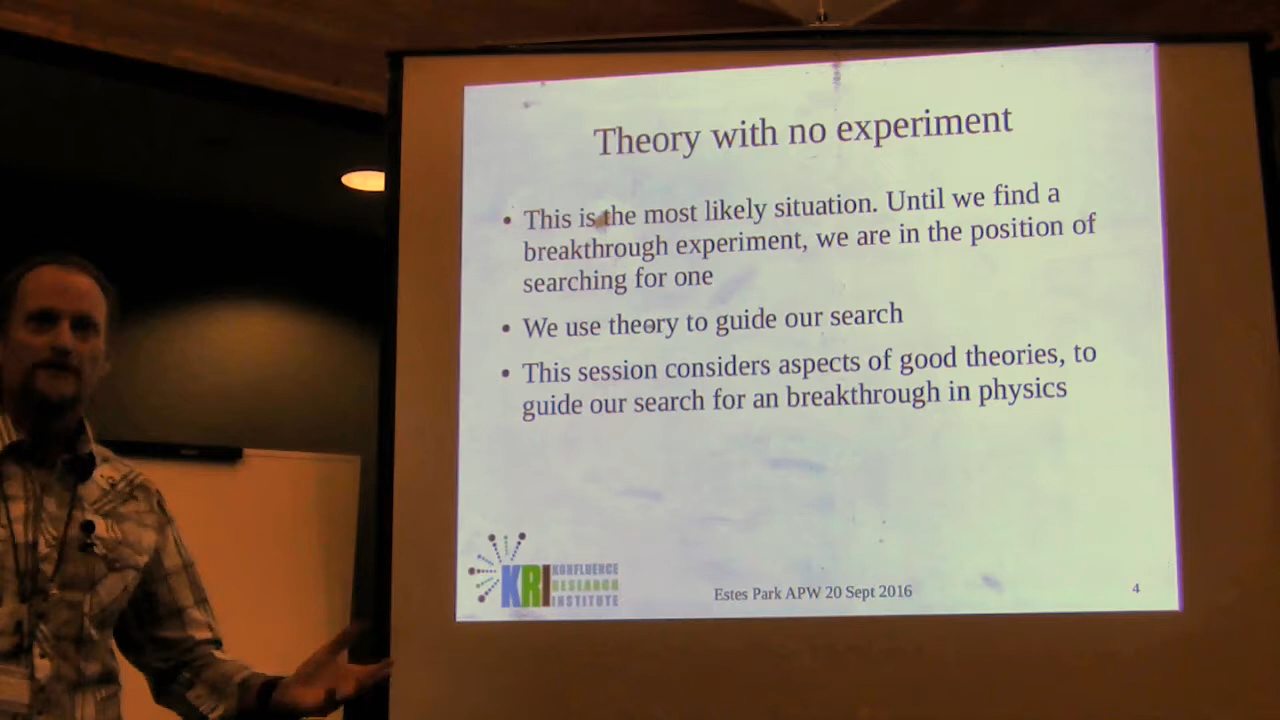 Theory with no experiment
• This is the most likely situation. Until we find a
breakthrough experiment, we are in the position of
searching for one
• We use theory to guide our search
• This session considers aspects of good theories, to
guide our search for an breakthrough in physics
KRI KONFLUENCE
RESEARCH
INSTITUTE
Estes Park APW 20 Sept 2016
4